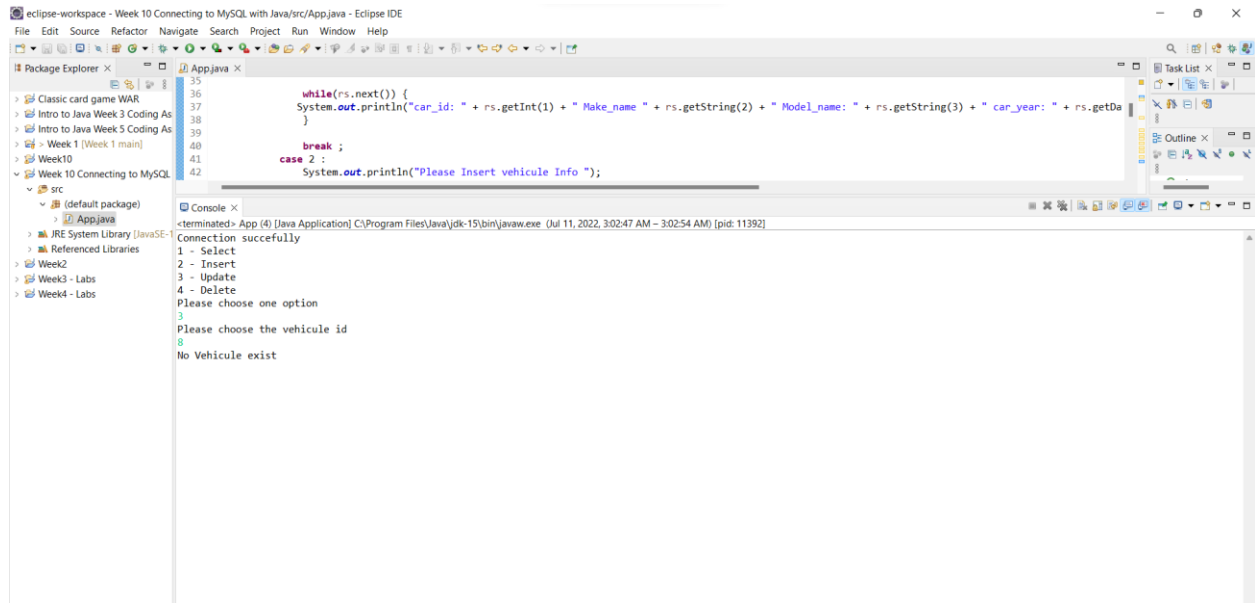 eclipse-workspace - Week 10 Connecting to MySQL with Java/src/App.java - Eclipse IDE
File Edit Source Refactor Navigate Search Project Run Window Help
Package Explorer
Classic card game WAR
Intro to Java Week 3 Coding As
Intro to Java Week 5 Coding As
> Week 1 [Week 1 main]
Week10
Week 10 Connecting to MySQL
src
(default package)
App.java
JRE System Library [JavaSE-1
Referenced Libraries
Week2
Week3 - Labs
Week4 - Labs
App.java
35
36 while(rs.next()) {
37 System.out.println("car_id: " + rs.getInt(1) + " Make_name " + rs.getString(2) + " Model_name: " + rs.getString(3) + " car_year: " + rs.getDa
38 }
39
40 break ;
41 case 2 :
42 System.out.println("Please Insert vehicule Info ");
Console
<terminated> App (4) [Java Application] C:\Program Files\Java\jdk-15\bin\javaw.exe (Jul 11, 2022, 3:02:47 AM – 3:02:54 AM) [pid: 11392]
Connection succefully
1 - Select
2 - Insert
3 - Update
4 - Delete
Please choose one option
3
Please choose the vehicule id
8
No Vehicule exist
Task List
Outline